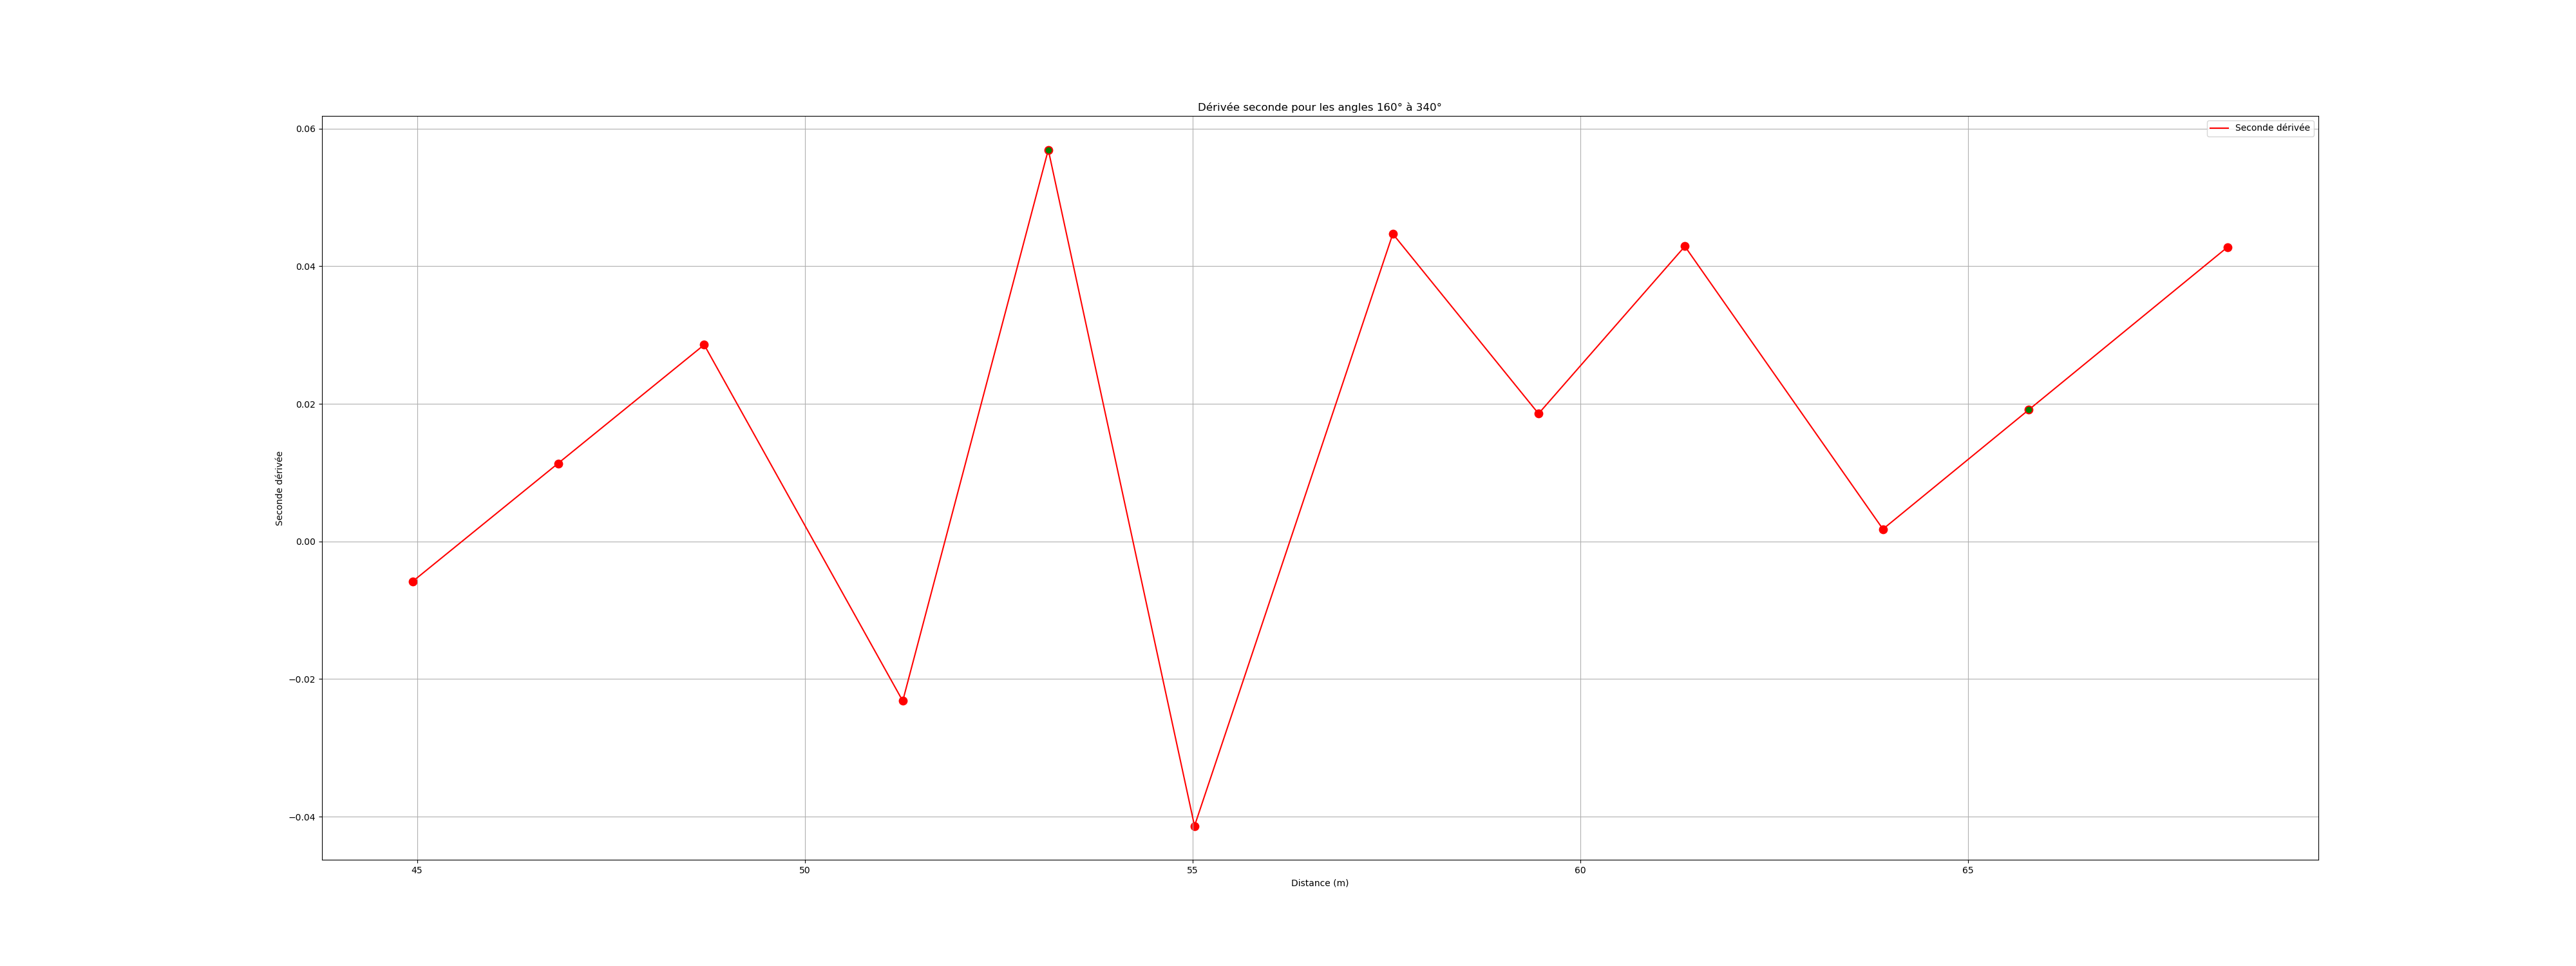 Dérivée seconde pour les angles 160° à 340°
Seconde dérivée
0.06
0.04
0.02
0.00
−0.02
−0.04
Seconde dérivée
45
50
55
60
65
Distance (m)